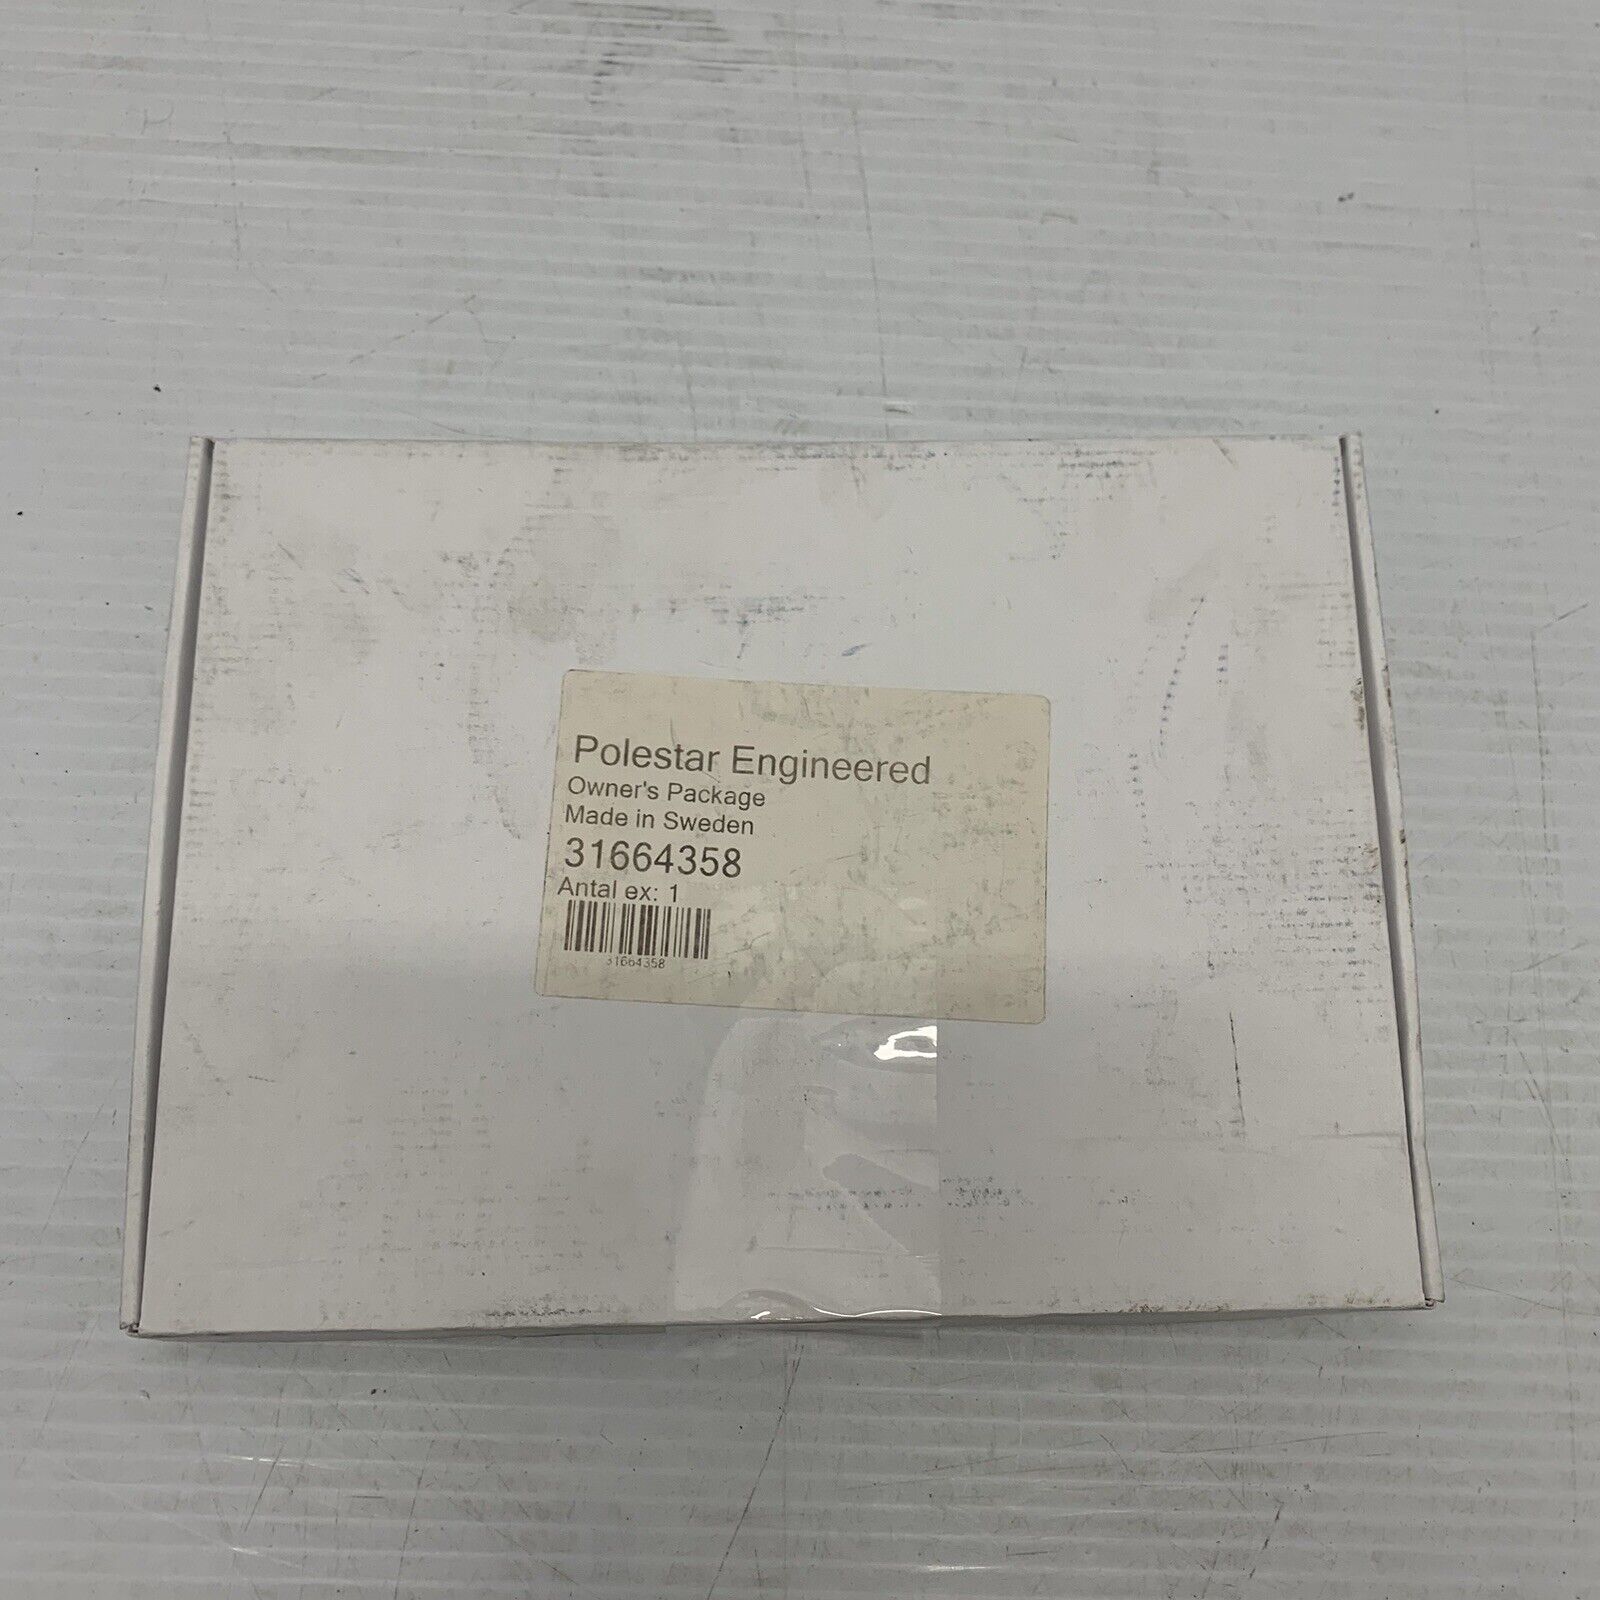 Polestar Engineered
Owner's Package
Made in Sweden
31664358
Antal ex: 1
31664358